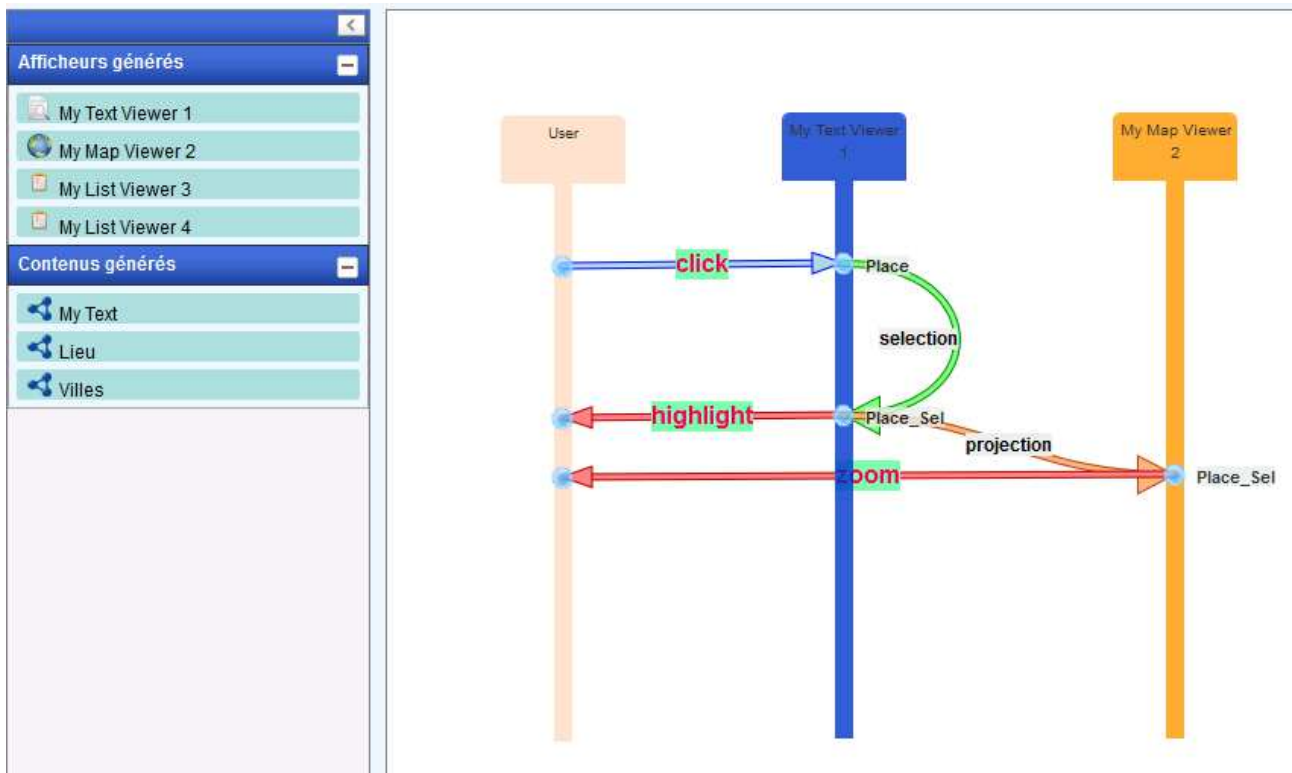 Afficheurs générés
My Text Viewer 1
My Map Viewer 2
My List Viewer 3
My List Viewer 4
Contenus générés
My Text
Lieu
Villes
User
My Text Viewer
1
My Map Viewer
2
click
Place
selection
highlight
Place_Sel
projection
zoom
Place_Sel